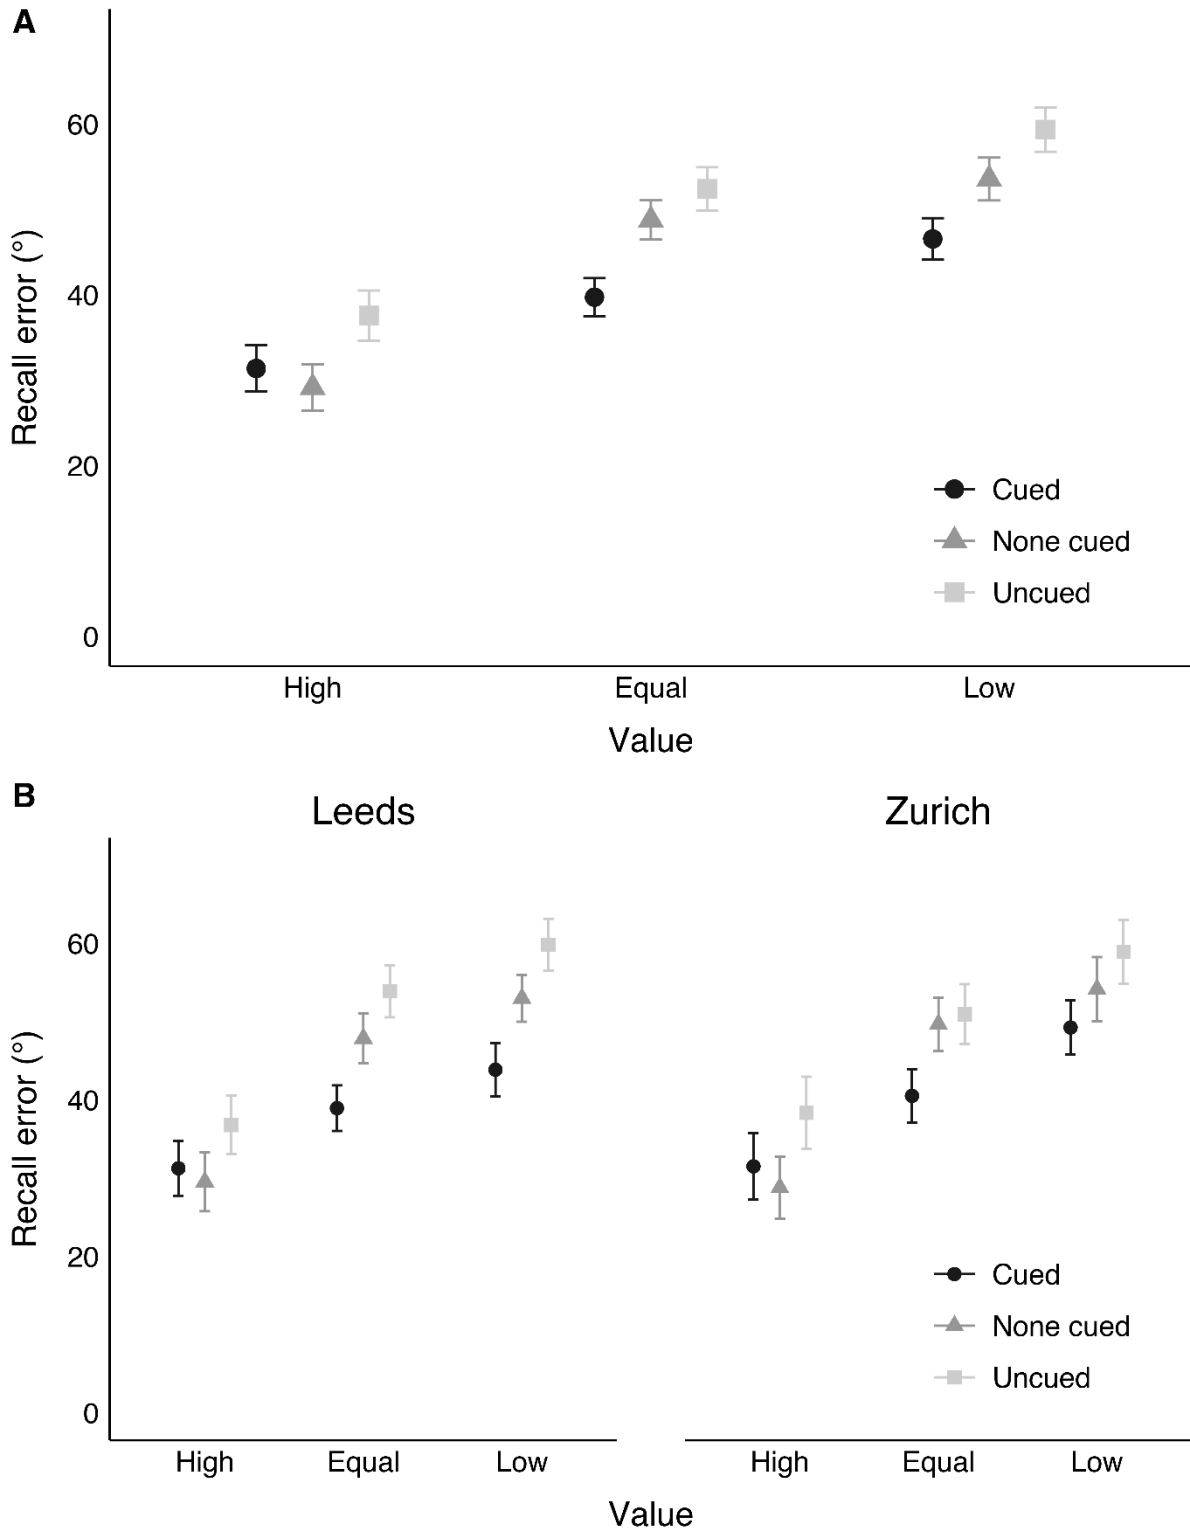 A
60
40
20
0
Recall error (°)
Cued
None cued
Uncued
High Equal Low
Value
B
Leeds Zurich
60
40
20
0
Recall error (°)
Cued
None cued
Uncued
High Equal Low High Equal Low
Value